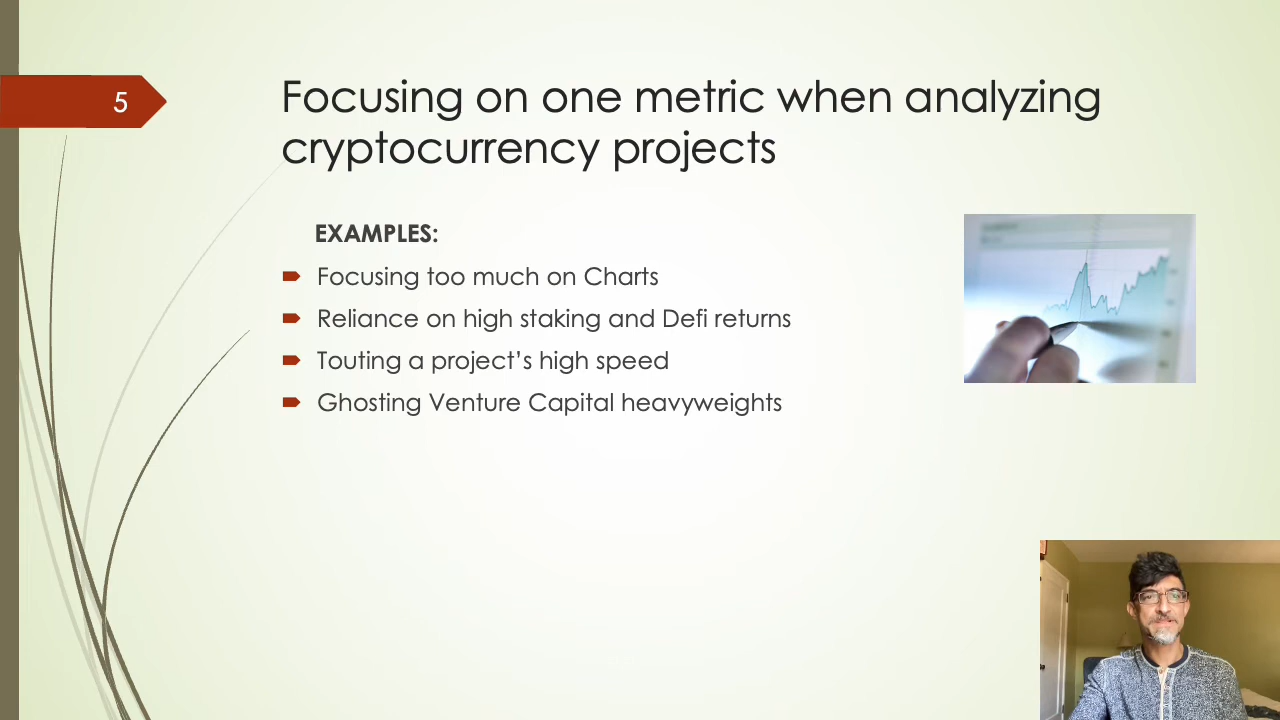 5
Focusing on one metric when analyzing
cryptocurrency projects
EXAMPLES:
Focusing too much on Charts
Reliance on high staking and Defi returns
Touting a project's high speed
Ghosting Venture Capital heavyweights